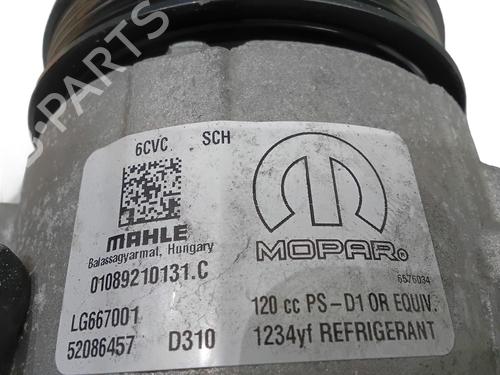 B-PARTS
6CVC SCH
MAHLE
Balassagyarmat, Hungary
01089210131.C
LG667001
52086457 D310
MOPAR®
6576034
120 cc PS-D1 OR EQUIV.
1234yf REFRIGERANT